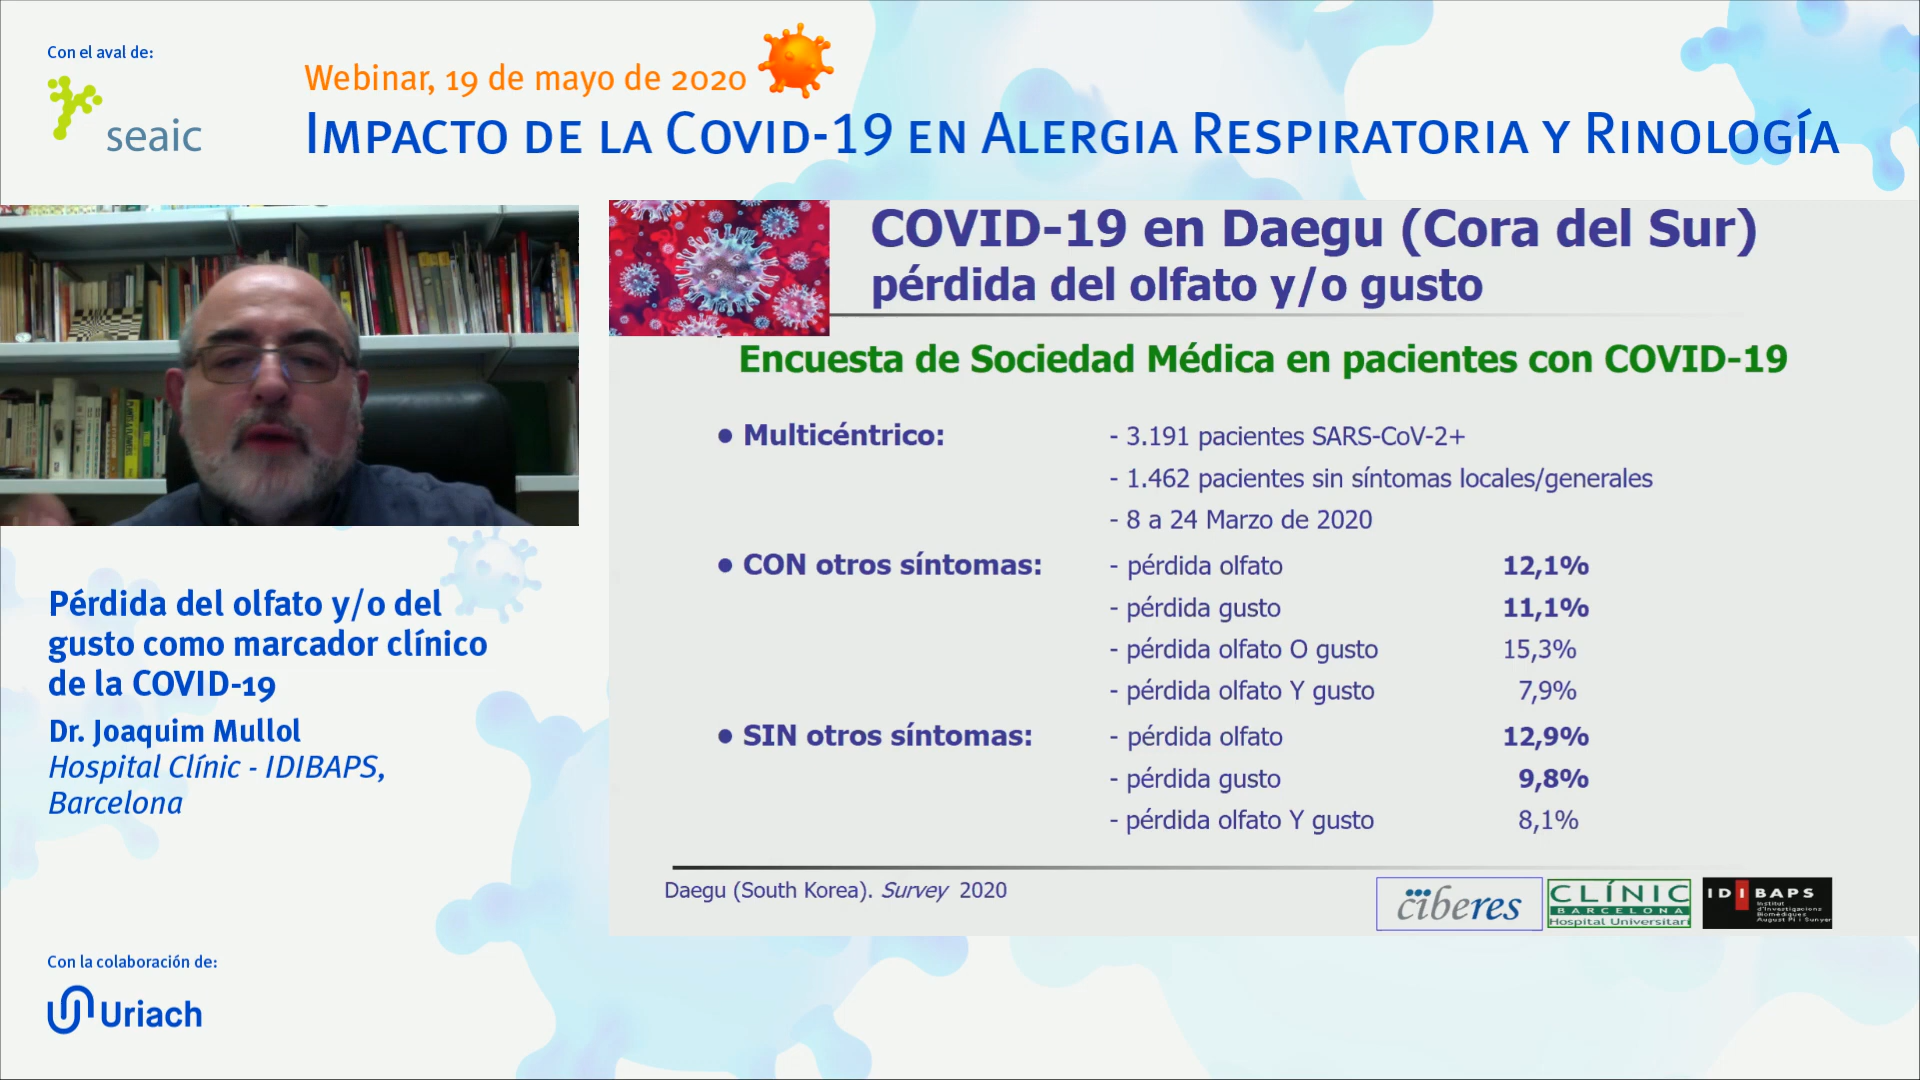 Con el aval de:
seaic
Webinar, 19 de mayo de 2020
Impacto de la Covid-19 en Alergia Respiratoria y Rinología
COVID-19 en Daegu (Cora del Sur)
pérdida del olfato y/o gusto
Encuesta de Sociedad Médica en pacientes con COVID-19
• Multicéntrico:
- 3.191 pacientes SARS-CoV-2+
- 1.462 pacientes sin síntomas locales/generales
- 8 a 24 Marzo de 2020
• CON otros síntomas:
- pérdida olfato 12,1%
- pérdida gusto 11,1%
- pérdida olfato O gusto 15,3%
- pérdida olfato Y gusto 7,9%
• SIN otros síntomas:
- pérdida olfato 12,9%
- pérdida gusto 9,8%
- pérdida olfato Y gusto 8,1%
Daegu (South Korea). Survey 2020
ciberes
CLÍNIC
BARCELONA
Hospital Universitari
IDIBAPS
Institut
d'Investigacions
Biomèdiques
August Pi i Sunyer
Pérdida del olfato y/o del
gusto como marcador clínico
de la COVID-19
Dr. Joaquim Mullol
Hospital Clínic - IDIBAPS,
Barcelona
Con la colaboración de:
Uriach